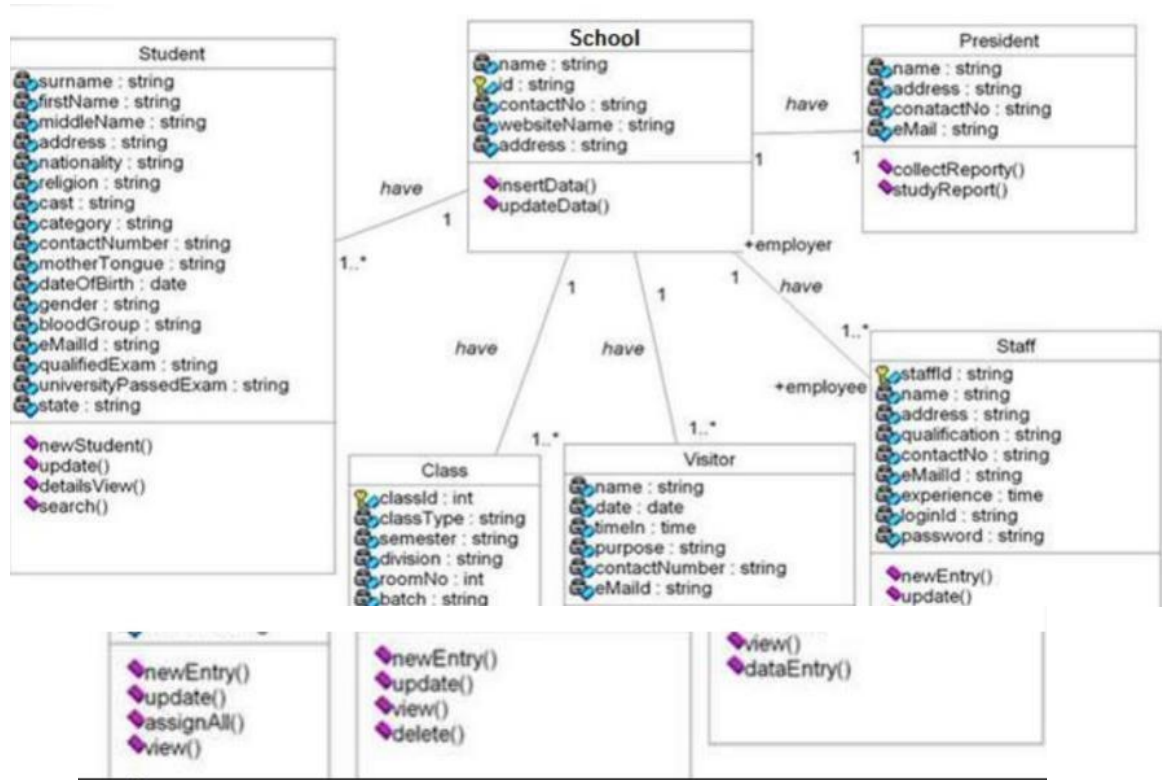 Student
surname : string
firstName : string
middleName : string
address : string
nationality : string
religion : string
cast : string
category : string
contactNumber : string
motherTongue : string
dateOfBirth : date
gender : string
bloodGroup : string
eMailId : string
qualifiedExam : string
universityPassedExam : string
state : string
newStudent()
update()
detailsView()
search()
have
1
1..*
School
name : string
id : string
contactNo : string
websiteName : string
address : string
insertData()
updateData()
have
1
1
President
name : string
address : string
conatactNo : string
eMail : string
collectReporty()
studyReport()
+employer
1
have
1..*
+employee
1
have
1..*
1
have
1..*
Class
classId : int
classType : string
semester : string
division : string
roomNo : int
batch : string
Visitor
name : string
date : date
timeIn : time
purpose : string
contactNumber : string
eMaild : string
Staff
staffId : string
name : string
address : string
qualification : string
contactNo : string
eMailId : string
experience : time
loginId : string
password : string
newEntry()
update()
newEntry()
update()
assignAll()
view()
newEntry()
update()
view()
delete()
view()
dataEntry()